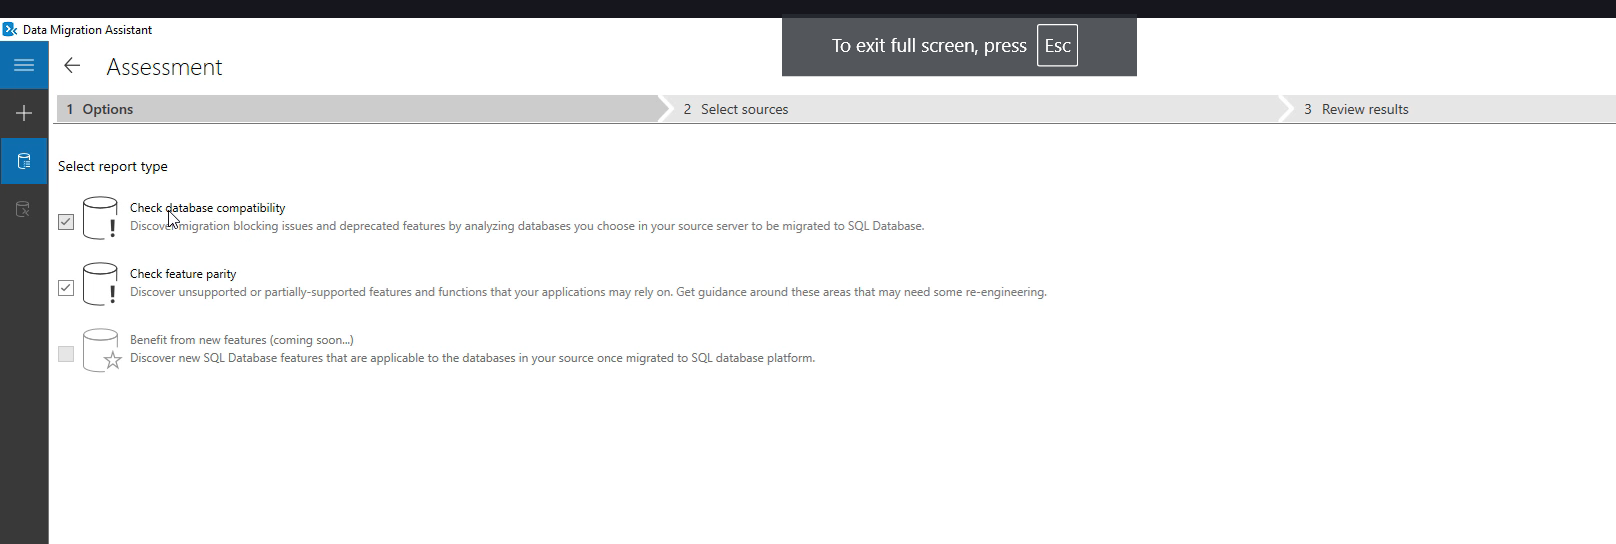 Data Migration Assistant
To exit full screen, press Esc
Assessment
1 Options
2 Select sources
3 Review results
Select report type
Check database compatibility
Discover migration blocking issues and deprecated features by analyzing databases you choose in your source server to be migrated to SQL Database.
Check feature parity
Discover unsupported or partially-supported features and functions that your applications may rely on. Get guidance around these areas that may need some re-engineering.
Benefit from new features (coming soon...)
Discover new SQL Database features that are applicable to the databases in your source once migrated to SQL database platform.